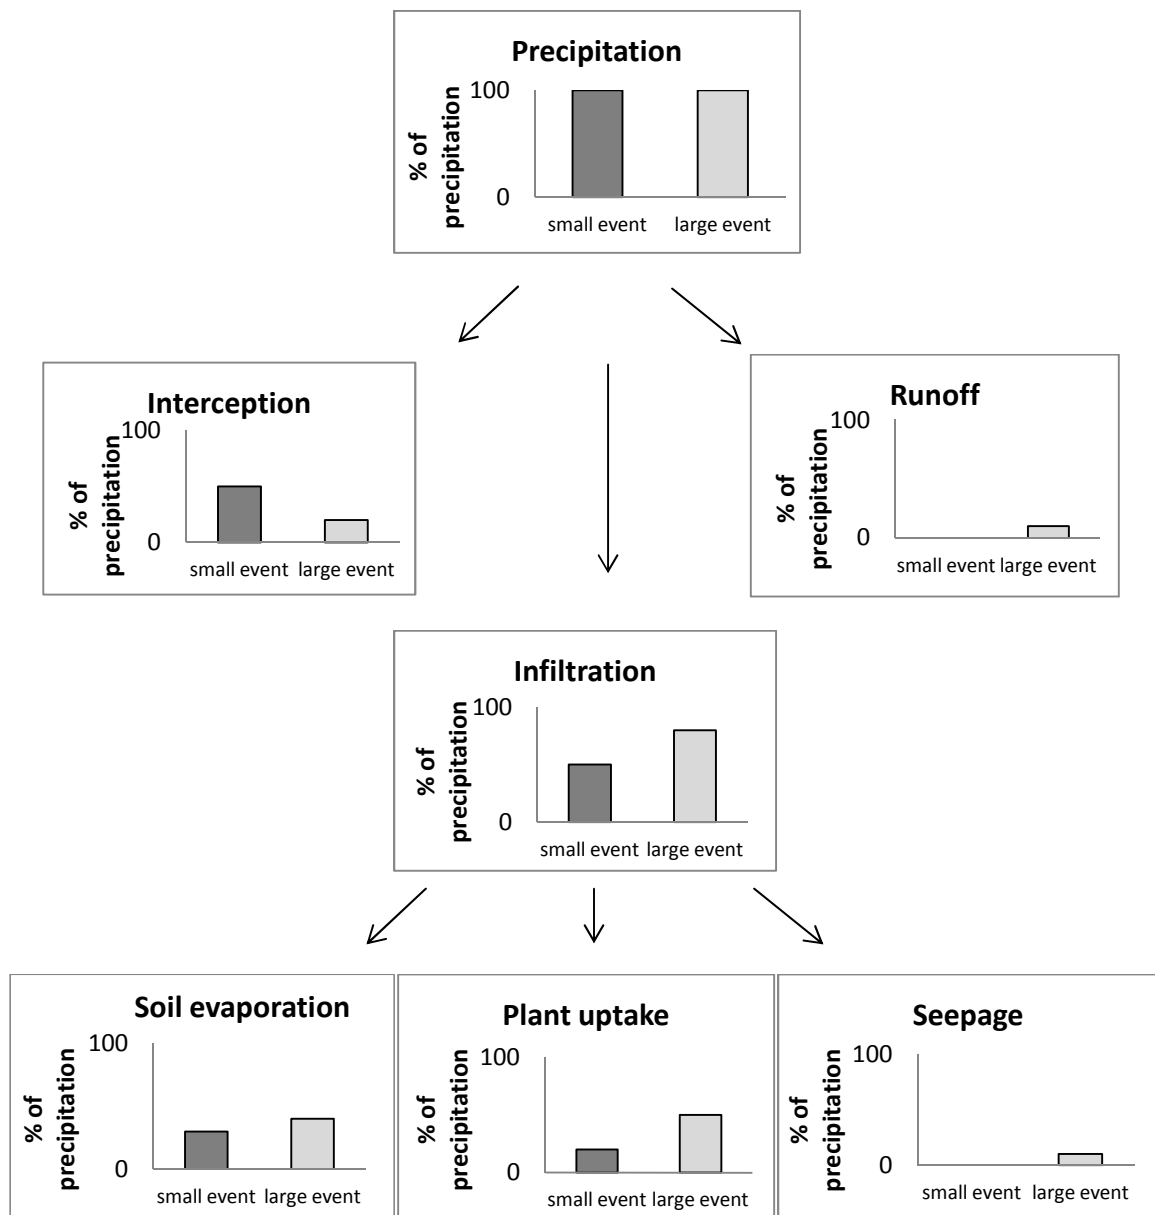 Precipitation
100
% of
precipitation
0
small event large event
Interception
100
% of
precipitation
0
small event large event
Runoff
100
% of
precipitation
0
small event large event
Infiltration
100
% of
precipitation
0
small event large event
Soil evaporation
100
% of
precipitation
0
small event large event
Plant uptake
100
% of
precipitation
0
small event large event
Seepage
100
% of
precipitation
0
small event large event